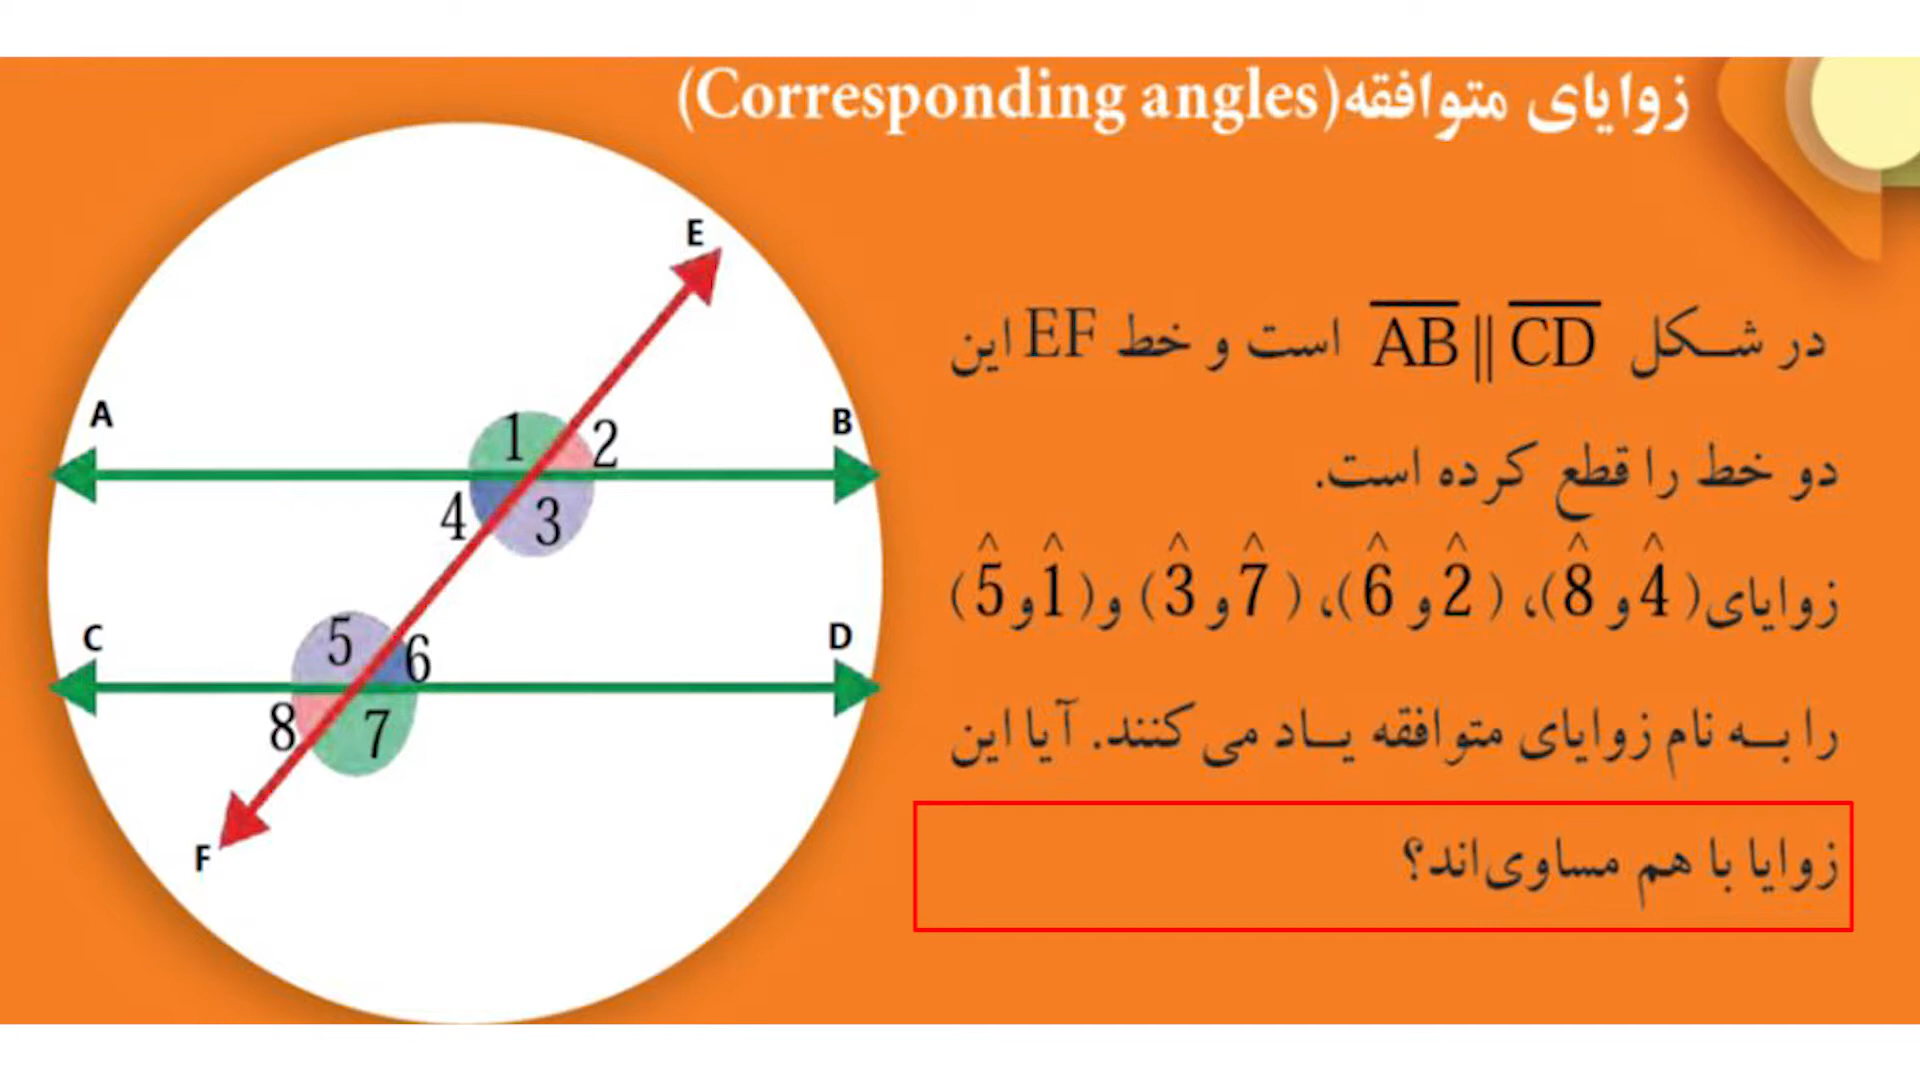 زوایای متوافقه(Corresponding angles)
در شکل AB || CD است و خط EF این
دو خط را قطع کرده است.
زوایای(4̂ و 8̂)، (2̂ و 6̂)، (7̂ و 3̂) و(1̂ و 5̂)
را به نام زوایای متوافقه یاد می کنند. آیا این
زوایا با هم مساوی‌اند؟
E
A
B
1
2
4
3
C
D
5
6
8
7
F